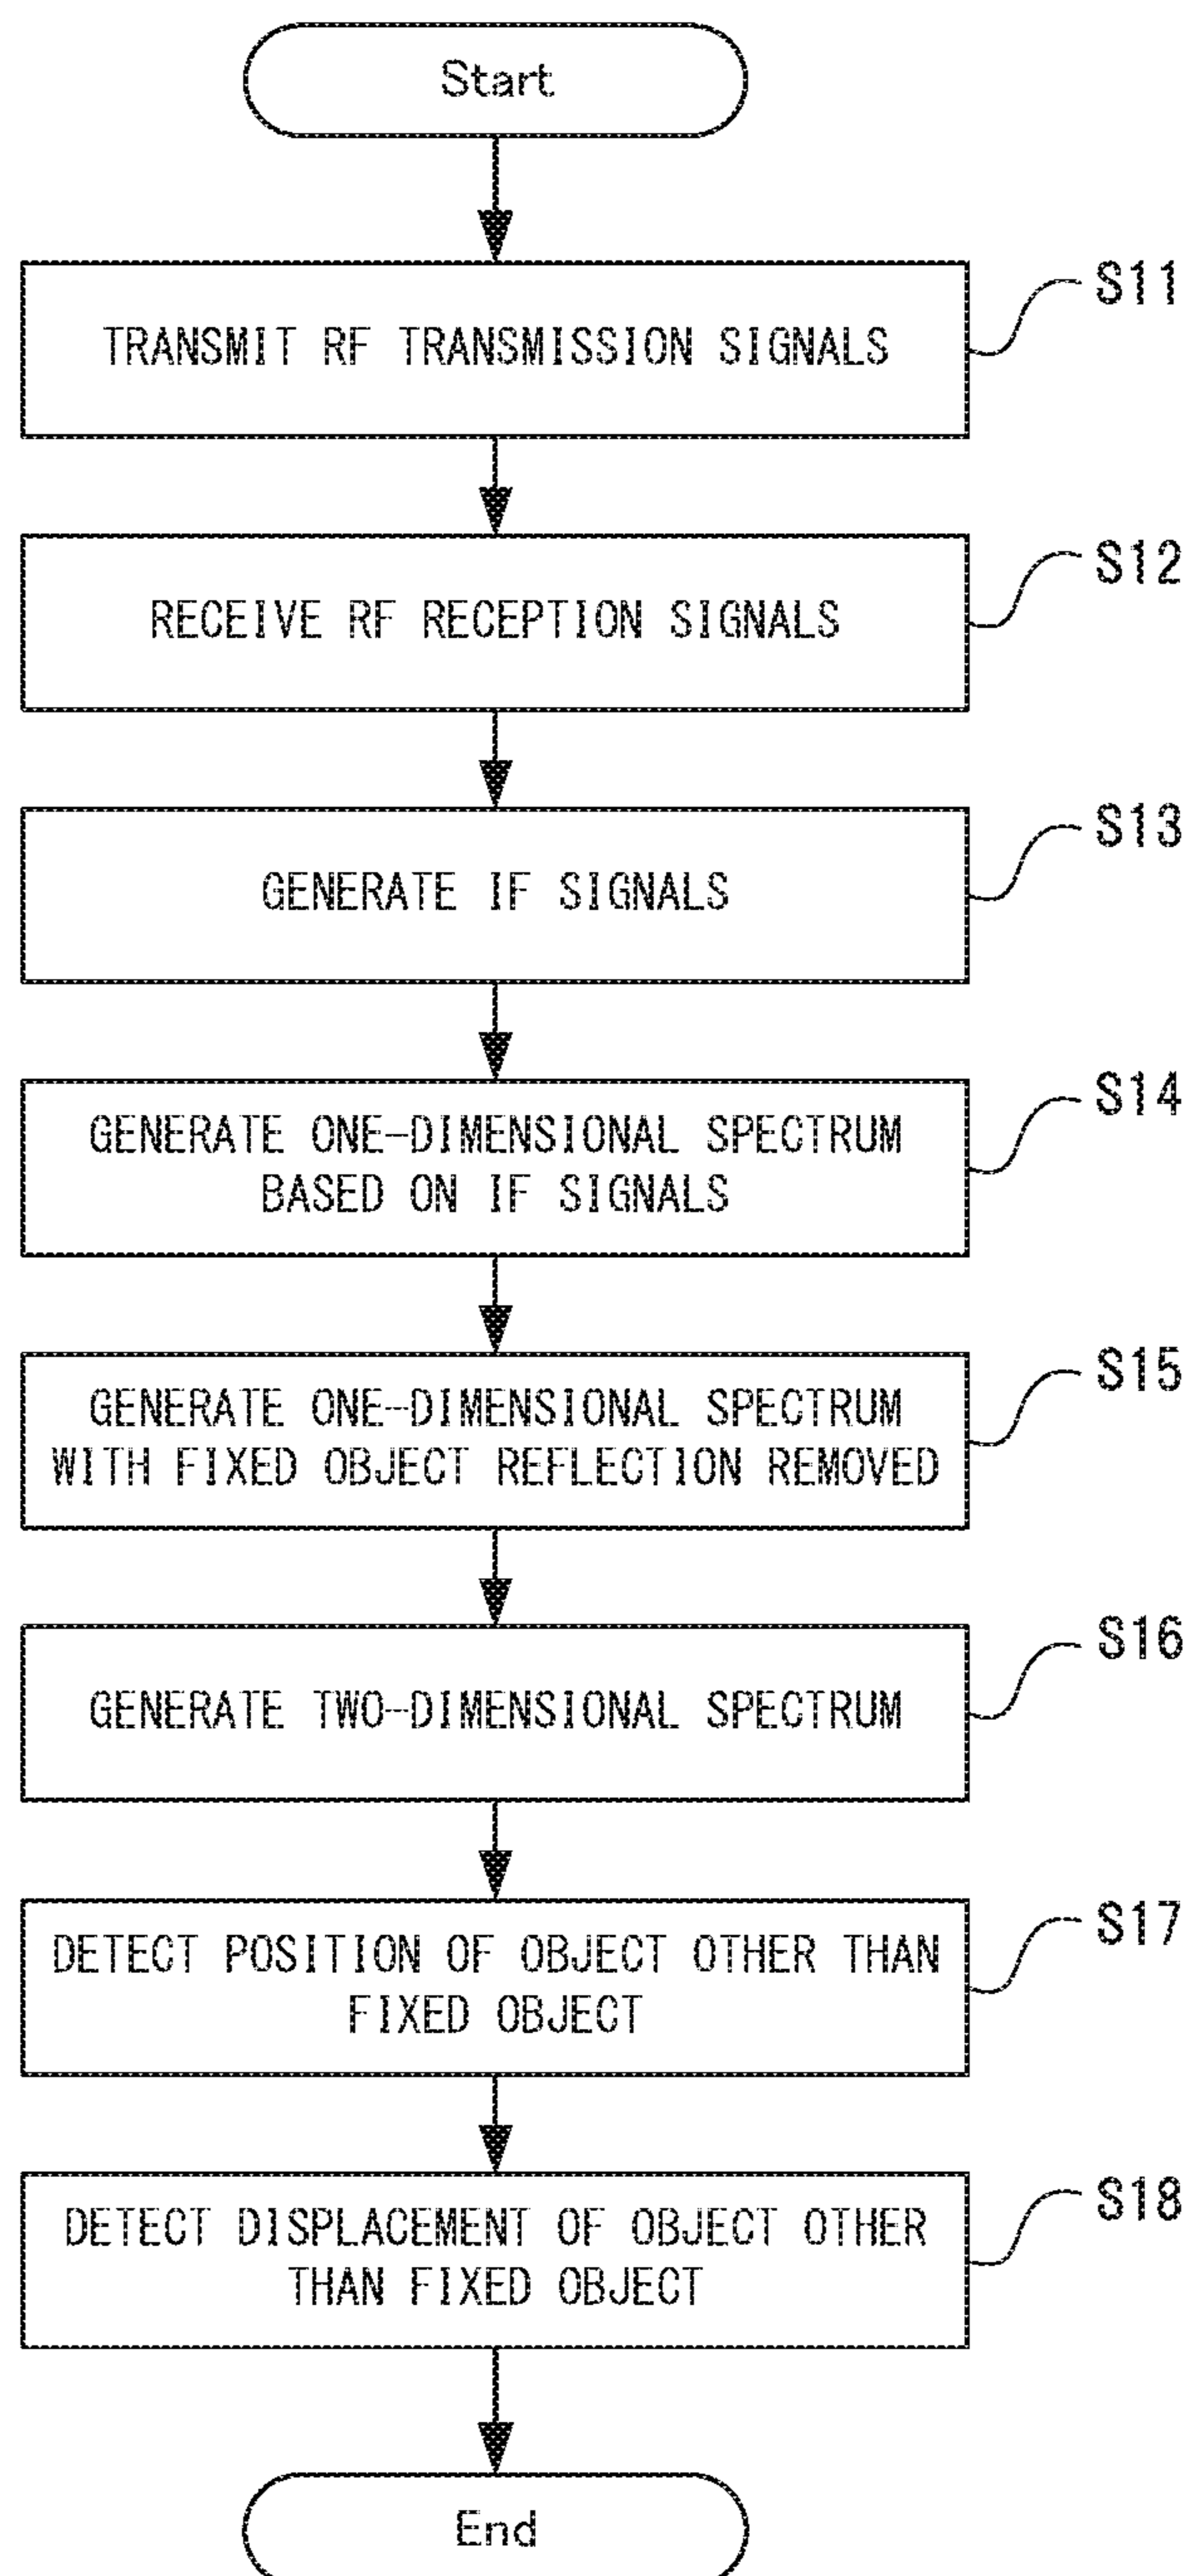 Start
TRANSMIT RF TRANSMISSION SIGNALS
S11
RECEIVE RF RECEPTION SIGNALS
S12
GENERATE IF SIGNALS
S13
GENERATE ONE-DIMENSIONAL SPECTRUM
BASED ON IF SIGNALS
S14
GENERATE ONE-DIMENSIONAL SPECTRUM
WITH FIXED OBJECT REFLECTION REMOVED
S15
GENERATE TWO-DIMENSIONAL SPECTRUM
S16
DETECT POSITION OF OBJECT OTHER THAN
FIXED OBJECT
S17
DETECT DISPLACEMENT OF OBJECT OTHER
THAN FIXED OBJECT
S18
End